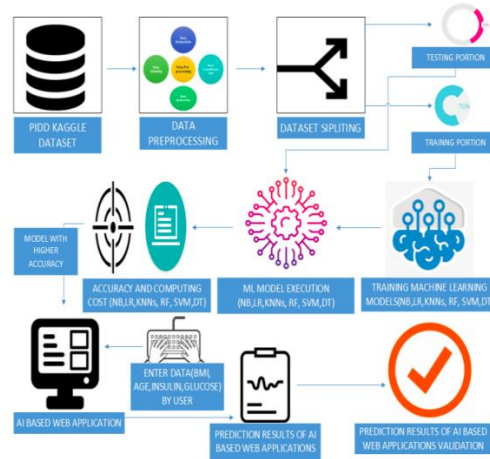 TESTING PORTION
70%
PIDD KAGGLE
DATASET
DATA
PREPROCESSING
DATASET SIPLITING
TRAINNG PORTION
MODEL WITH
HIGHER
ACCURACY
ACCURACY AND COMPUTING
COST (NB,LR,KNNs, RF, SVM,DT)
ML MODEL EXECUTION
(NB,LR,KNNs, RF, SVM,DT)
TRAINING MACHINE LEARNING
MODELS(NB,LR,KNNs, RF, SVM,DT)
ENTER DATA(BMI,
AGE,INSULIN,GLUCOSE)
BY USER
AI BASED WEB APPLICATION
PREDICTION RESULTS OF AI
BASED WEB APPLICATIONS
PREDICTION RESULTS OF AI BASED
WEB APPLICATIONS VALIDATION